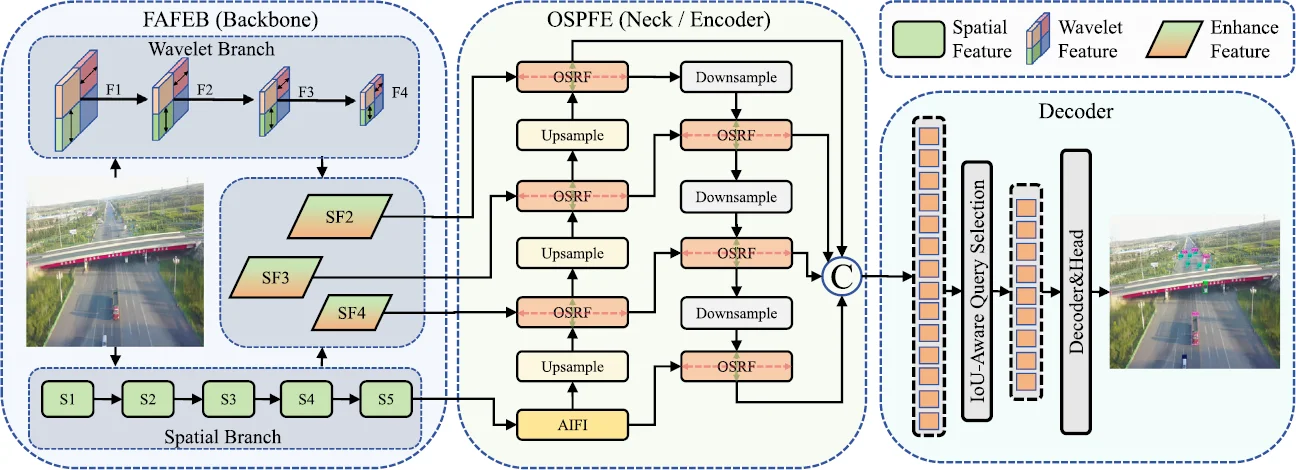 FAFEB (Backbone)
Wavelet Branch
F1
F2
F3
F4
SF2
SF3
SF4
S1
S2
S3
S4
S5
Spatial Branch
OSPFE (Neck / Encoder)
OSRF
Downsample
Upsample
OSRF
OSRF
Downsample
Upsample
OSRF
OSRF
Downsample
Upsample
OSRF
AIFI
C
Spatial
Feature
Wavelet
Feature
Enhance
Feature
Decoder
IoU-Aware Query Selection
Decoder&Head